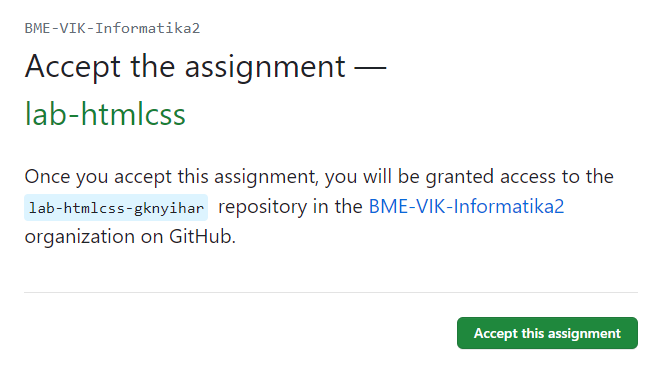 BME-VIK-Informatika2
Accept the assignment —
lab-htmlcss
Once you accept this assignment, you will be granted access to the
lab-htmlcss-gknyihar repository in the BME-VIK-Informatika2
organization on GitHub.
Accept this assignment